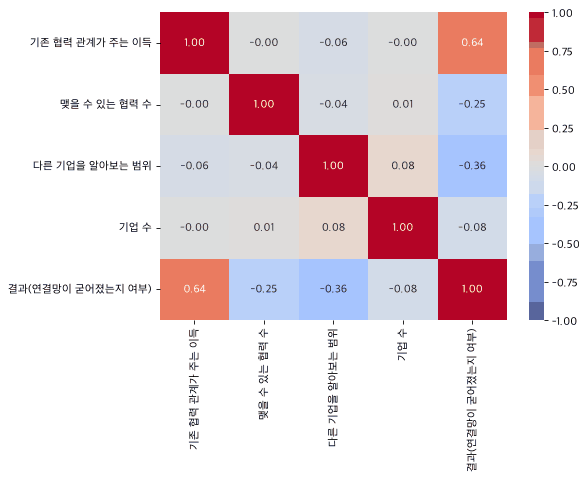 기존 협력 관계가 주는 이득 1.00 -0.00 -0.06 -0.00 0.64
맺을 수 있는 협력 수 -0.00 1.00 -0.04 0.01 -0.25
다른 기업을 알아보는 범위 -0.06 -0.04 1.00 0.08 -0.36
기업 수 -0.00 0.01 0.08 1.00 -0.08
결과(연결망이 굳어졌는지 여부) 0.64 -0.25 -0.36 -0.08 1.00
기존 협력 관계가 주는 이득
맺을 수 있는 협력 수
다른 기업을 알아보는 범위
기업 수
결과(연결망이 굳어졌는지 여부)
1.00
0.75
0.50
0.25
0.00
-0.25
-0.50
-0.75
-1.00